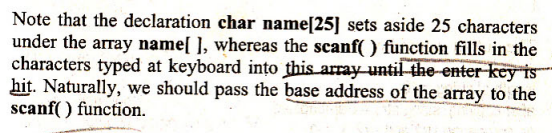 Note that the declaration char name[25] sets aside 25 characters
under the array name[ ], whereas the scanf( ) function fills in the
characters typed at keyboard into this array until the enter key is
hit. Naturally, we should pass the base address of the array to the
scanf( ) function.